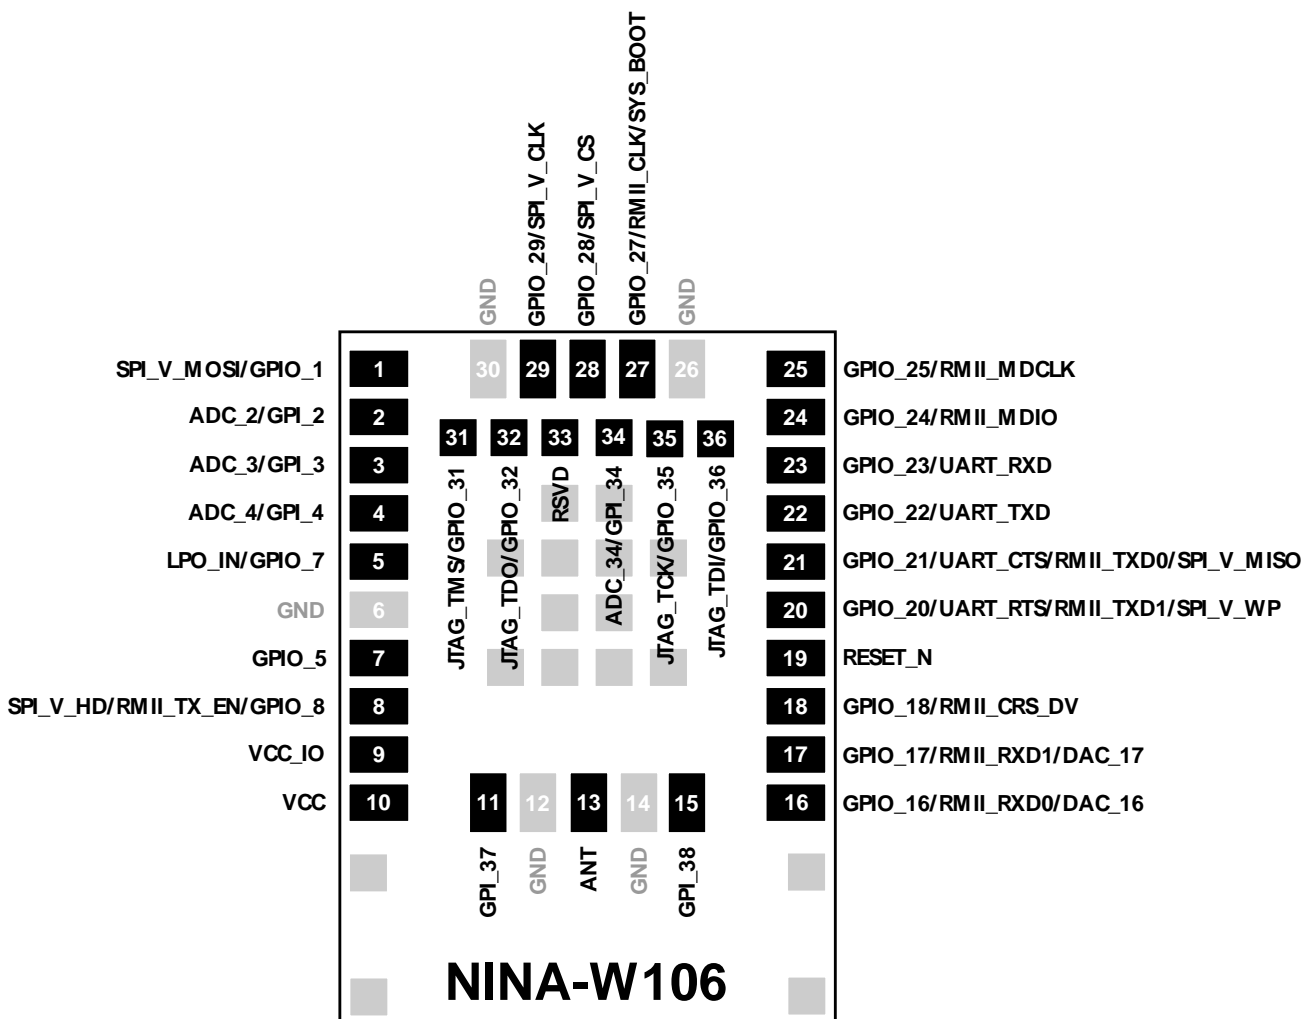 GND
GPIO_29/SPI_V_CLK
GPIO_28/SPI_V_CS
GPIO_27/RMII_CLK/SYS_BOOT
GND
30
29
28
27
26
SPI_V_MOSI/GPIO_1
1
ADC_2/GPI_2
2
ADC_3/GPI_3
3
ADC_4/GPI_4
4
LPO_IN/GPIO_7
5
GND
6
GPIO_5
7
SPI_V_HD/RMII_TX_EN/GPIO_8
8
VCC_IO
9
VCC
10
31
32
33
34
35
36
JTAG_TMS/GPIO_31
JTAG_TDO/GPIO_32
RSVD
ADC_34/GPI_34
JTAG_TCK/GPIO_35
JTAG_TDI/GPIO_36
25
GPIO_25/RMII_MDCLK
24
GPIO_24/RMII_MDIO
23
GPIO_23/UART_RXD
22
GPIO_22/UART_TXD
21
GPIO_21/UART_CTS/RMII_TXD0/SPI_V_MISO
20
GPIO_20/UART_RTS/RMII_TXD1/SPI_V_WP
19
RESET_N
18
GPIO_18/RMII_CRS_DV
17
GPIO_17/RMII_RXD1/DAC_17
16
GPIO_16/RMII_RXD0/DAC_16
11
12
13
14
15
GPI_37
GND
ANT
GND
GPI_38
NINA-W106